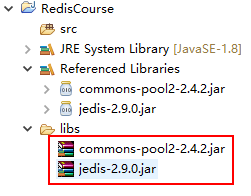 RedisCourse
src
JRE System Library [JavaSE-1.8]
Referenced Libraries
commons-pool2-2.4.2.jar
jedis-2.9.0.jar
libs
commons-pool2-2.4.2.jar
jedis-2.9.0.jar